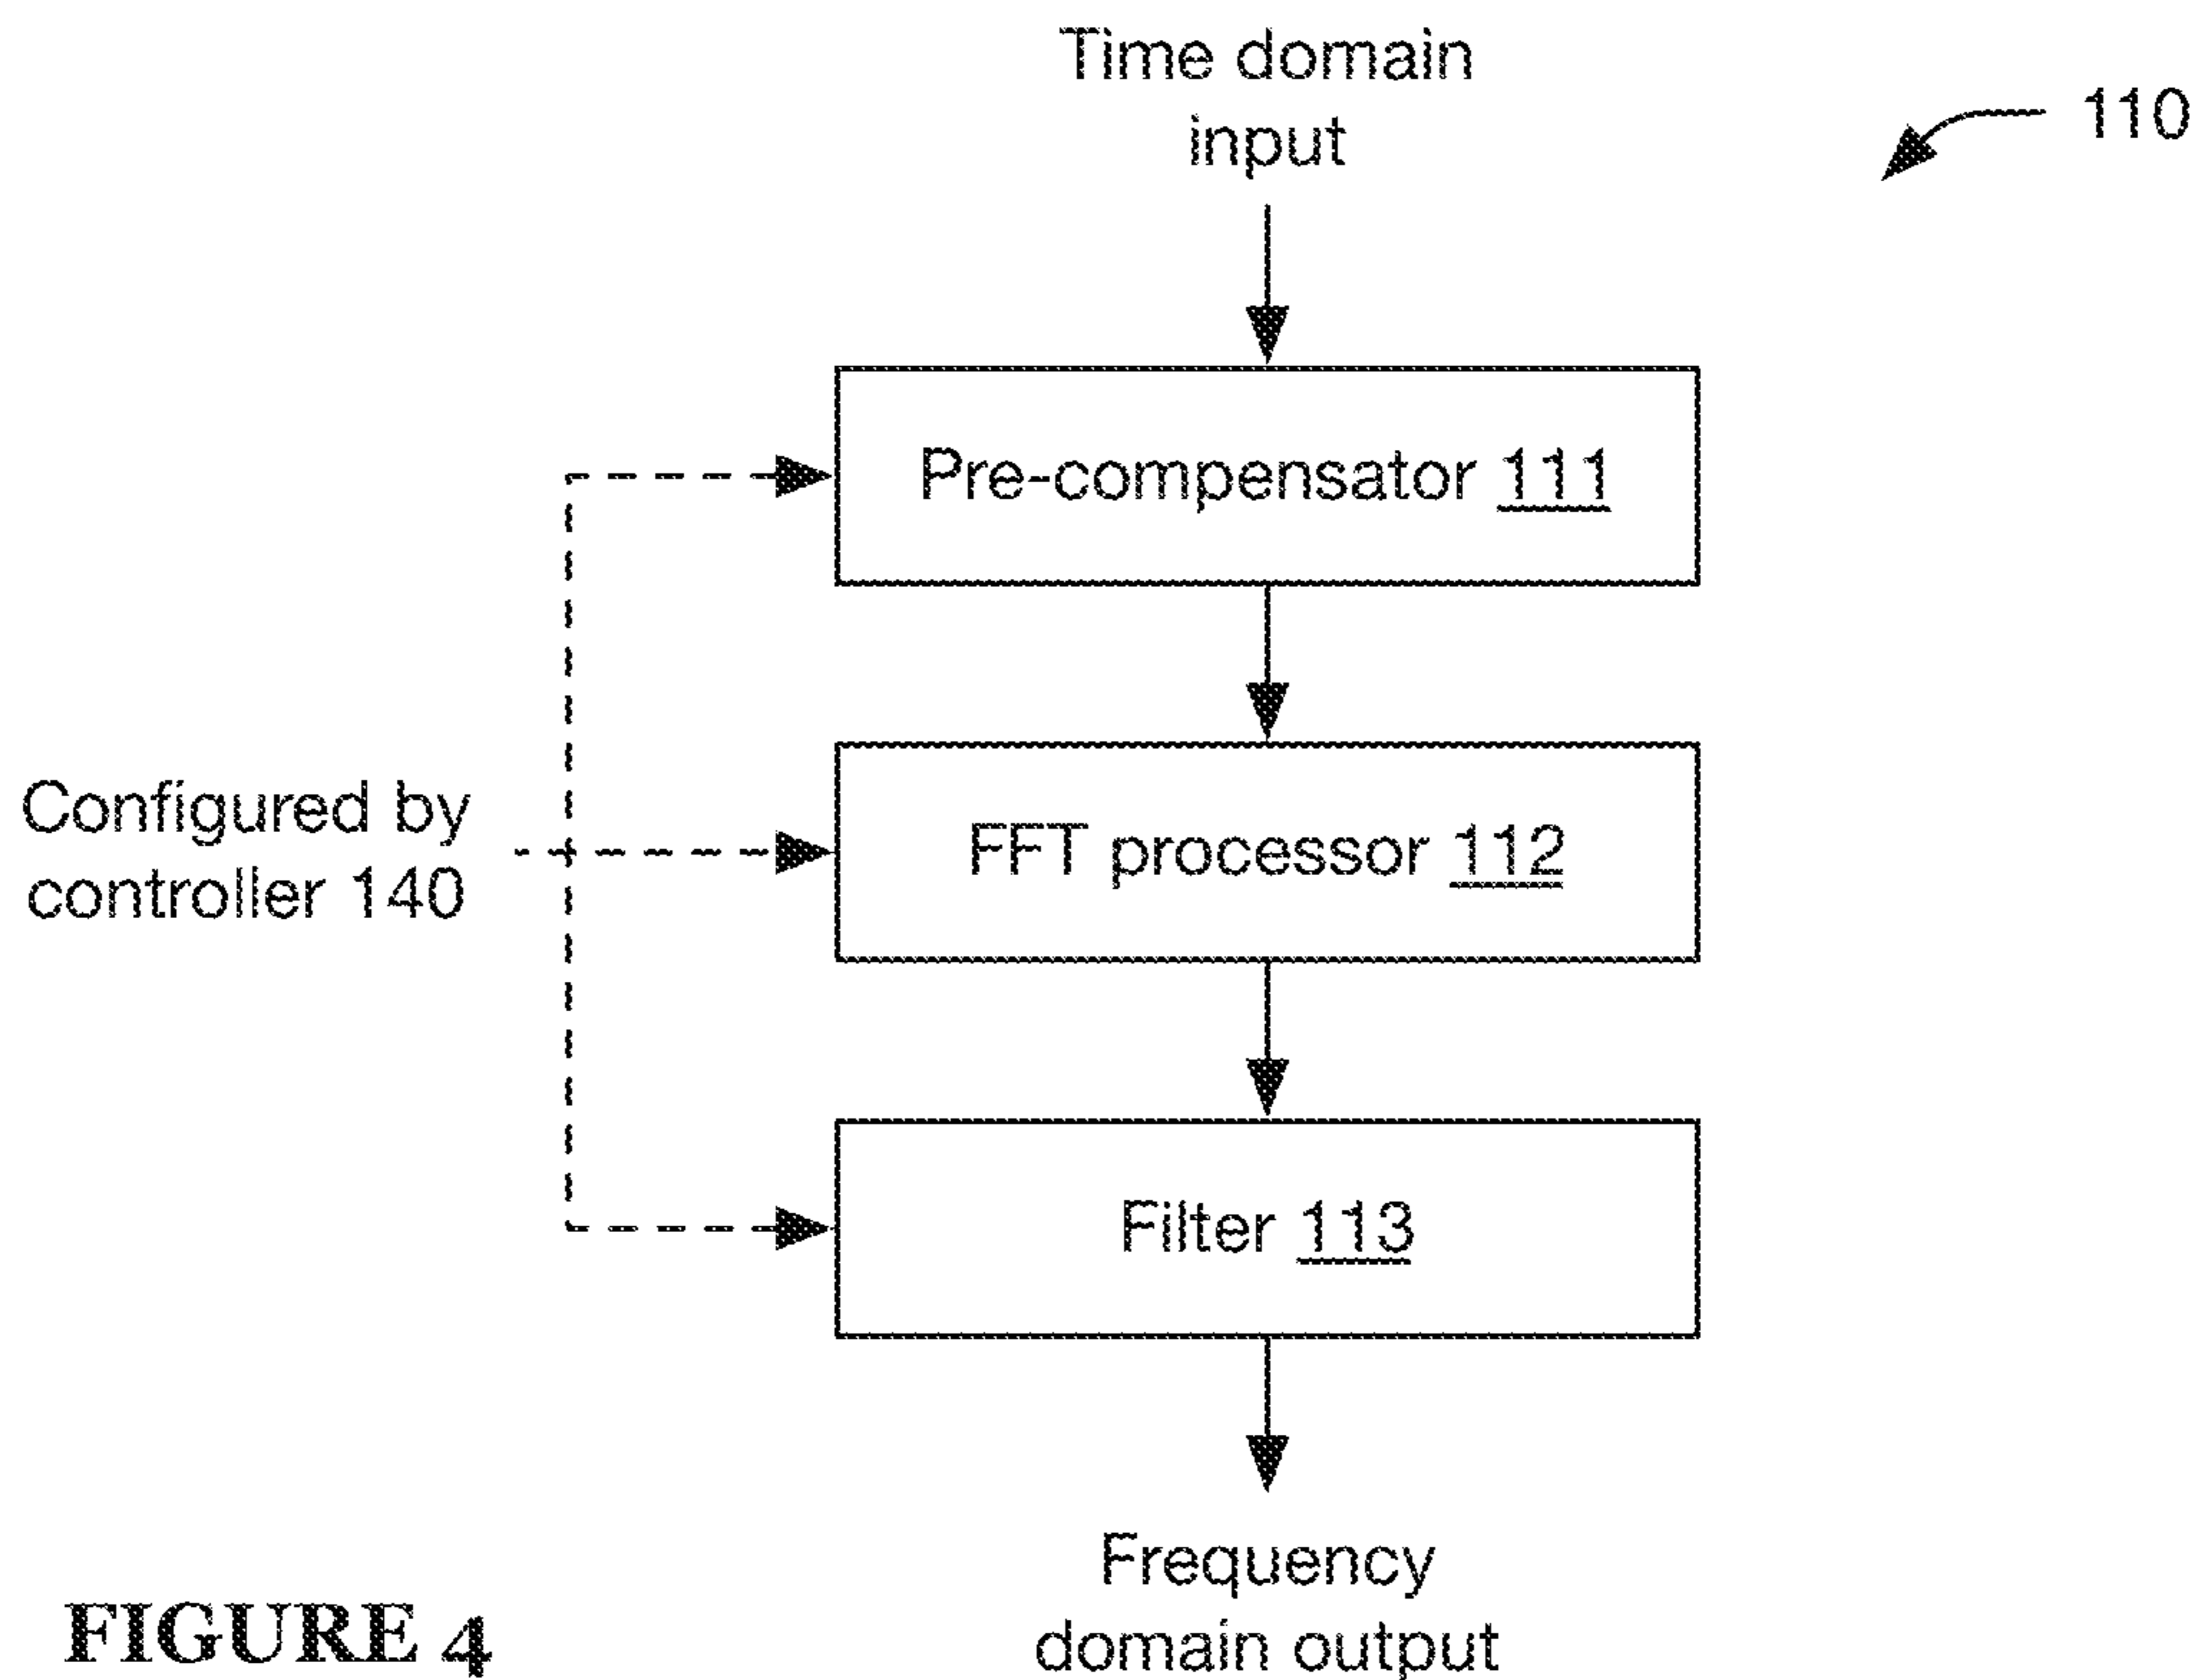 Time domain
input
110
Pre-compensator 111
Configured by
controller 140
FFT processor 112
Filter 113
Frequency
domain output
FIGURE 4